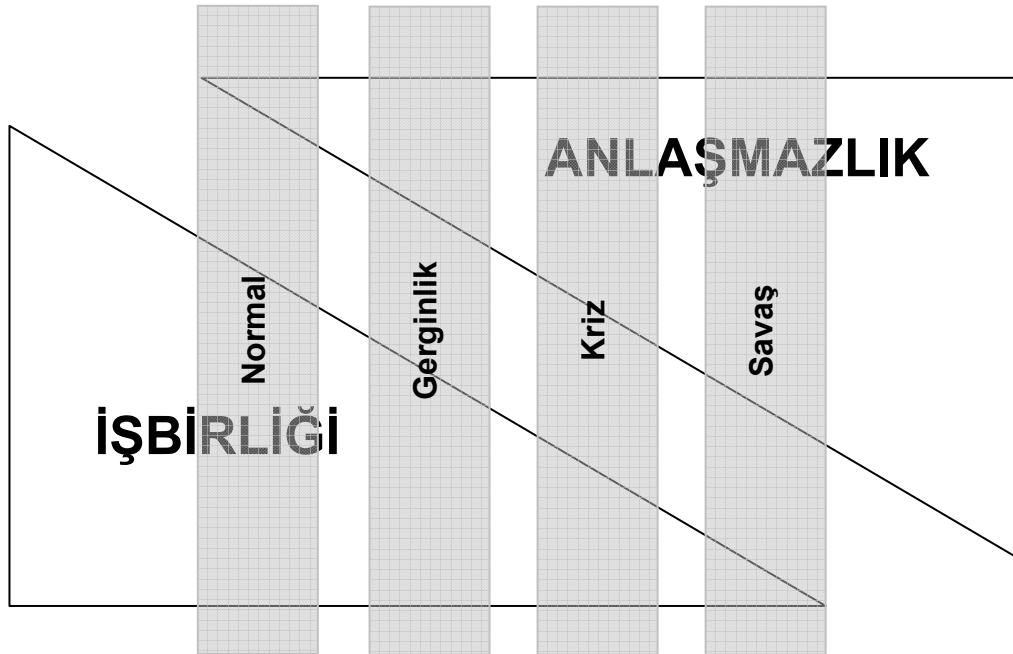 ANLAŞMAZLIK
Normal
Gerginlik
Kriz
Savaş
İŞBİRLİĞİ